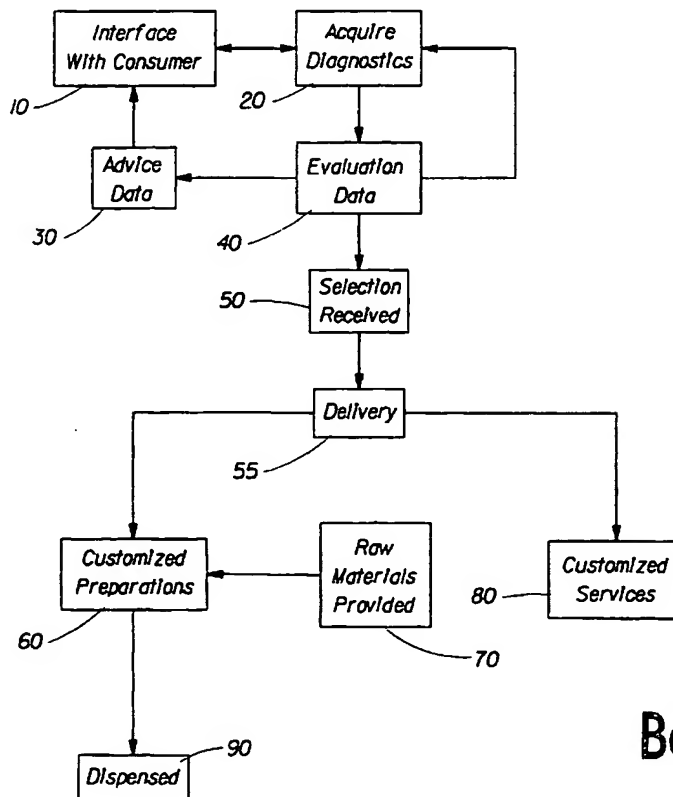 Interface
With Consumer
Acquire
Diagnostics
10
20
Advice
Data
Evaluation
Data
30
40
Selection
Received
50
Delivery
55
Customized
Preparations
Raw
Materials
Provided
Customized
Services
60
70
80
Dispensed
90